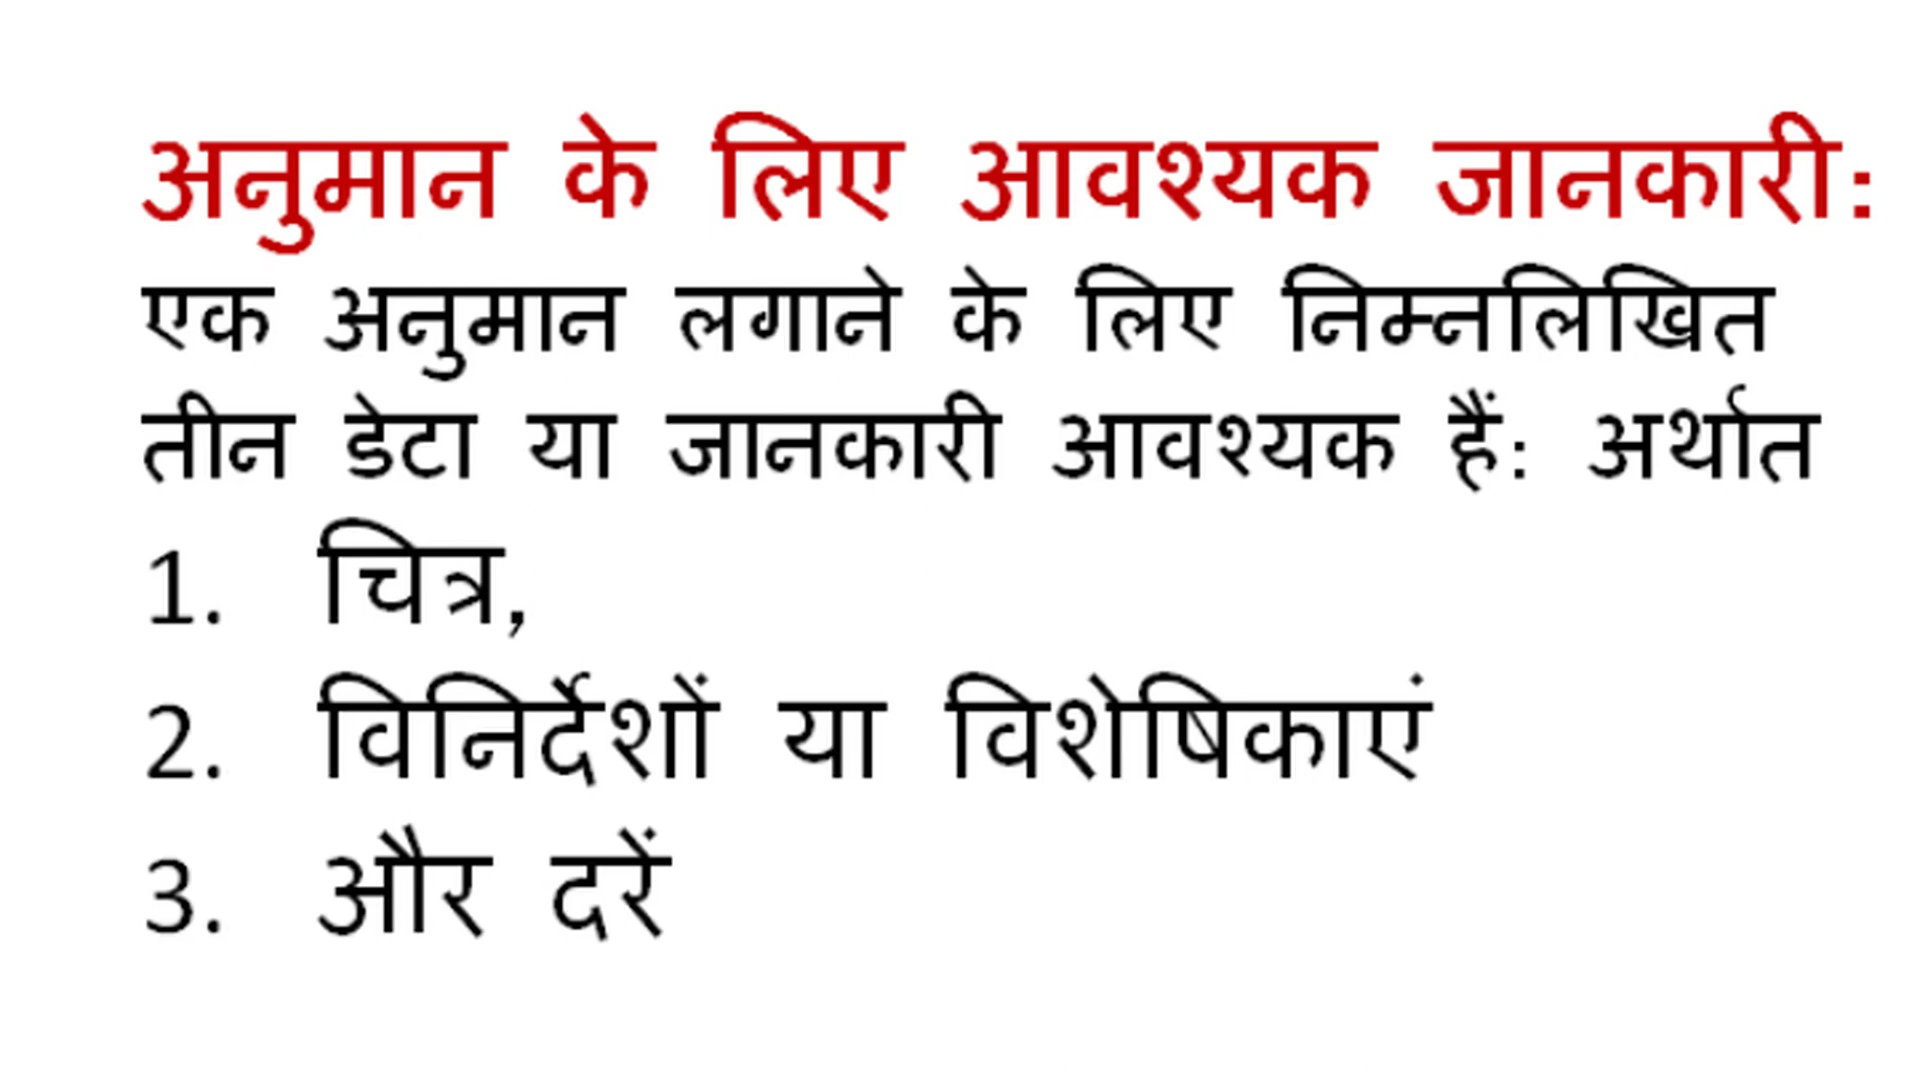 अनुमान के लिए आवश्यक जानकारी:
एक अनुमान लगाने के लिए निम्नलिखित
तीन डेटा या जानकारी आवश्यक हैं: अर्थात
1. चित्र,
2. विनिर्देशों या विशेषिकाएं
3. और दरें